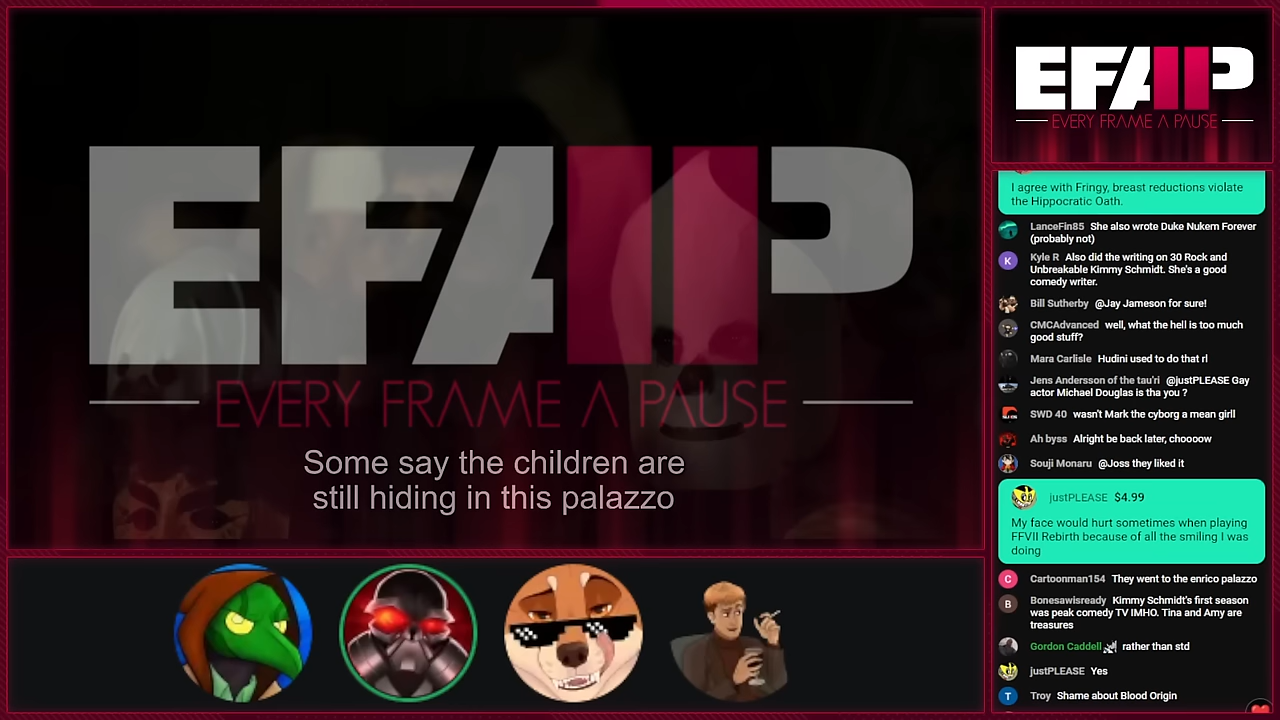 EFAP
EVERY FRAME A PAUSE
Some say the children are
still hiding in this palazzo
EFAP
EVERY FRAME A PAUSE
I agree with Fringy, breast reductions violate
the Hippocratic Oath.
LanceFin85 She also wrote Duke Nukem Forever
(probably not)
K
Kyle R Also did the writing on 30 Rock and
Unbreakable Kimmy Schmidt. She's a good
comedy writer.
Bill Sutherby @Jay Jameson for sure!
CMCAdvanced well, what the hell is too much
good stuff?
Mara Carlisle Hudini used to do that rl
Jens Andersson of the tau'ri @justPLEASE Gay
actor Michael Douglas is tha you ?
SWD 40 wasn't Mark the cyborg a mean girll
Ah byss Alright be back later, choooow
Souji Monaru @Joss they liked it
justPLEASE $4.99
My face would hurt sometimes when playing
FFVII Rebirth because of all the smiling I was
doing
C
Cartoonman154 They went to the enrico palazzo
B
Bonesawisready Kimmy Schmidt's first season
was peak comedy TV IMHO. Tina and Amy are
treasures
Gordon Caddell rather than std
justPLEASE Yes
T
Troy Shame about Blood Origin